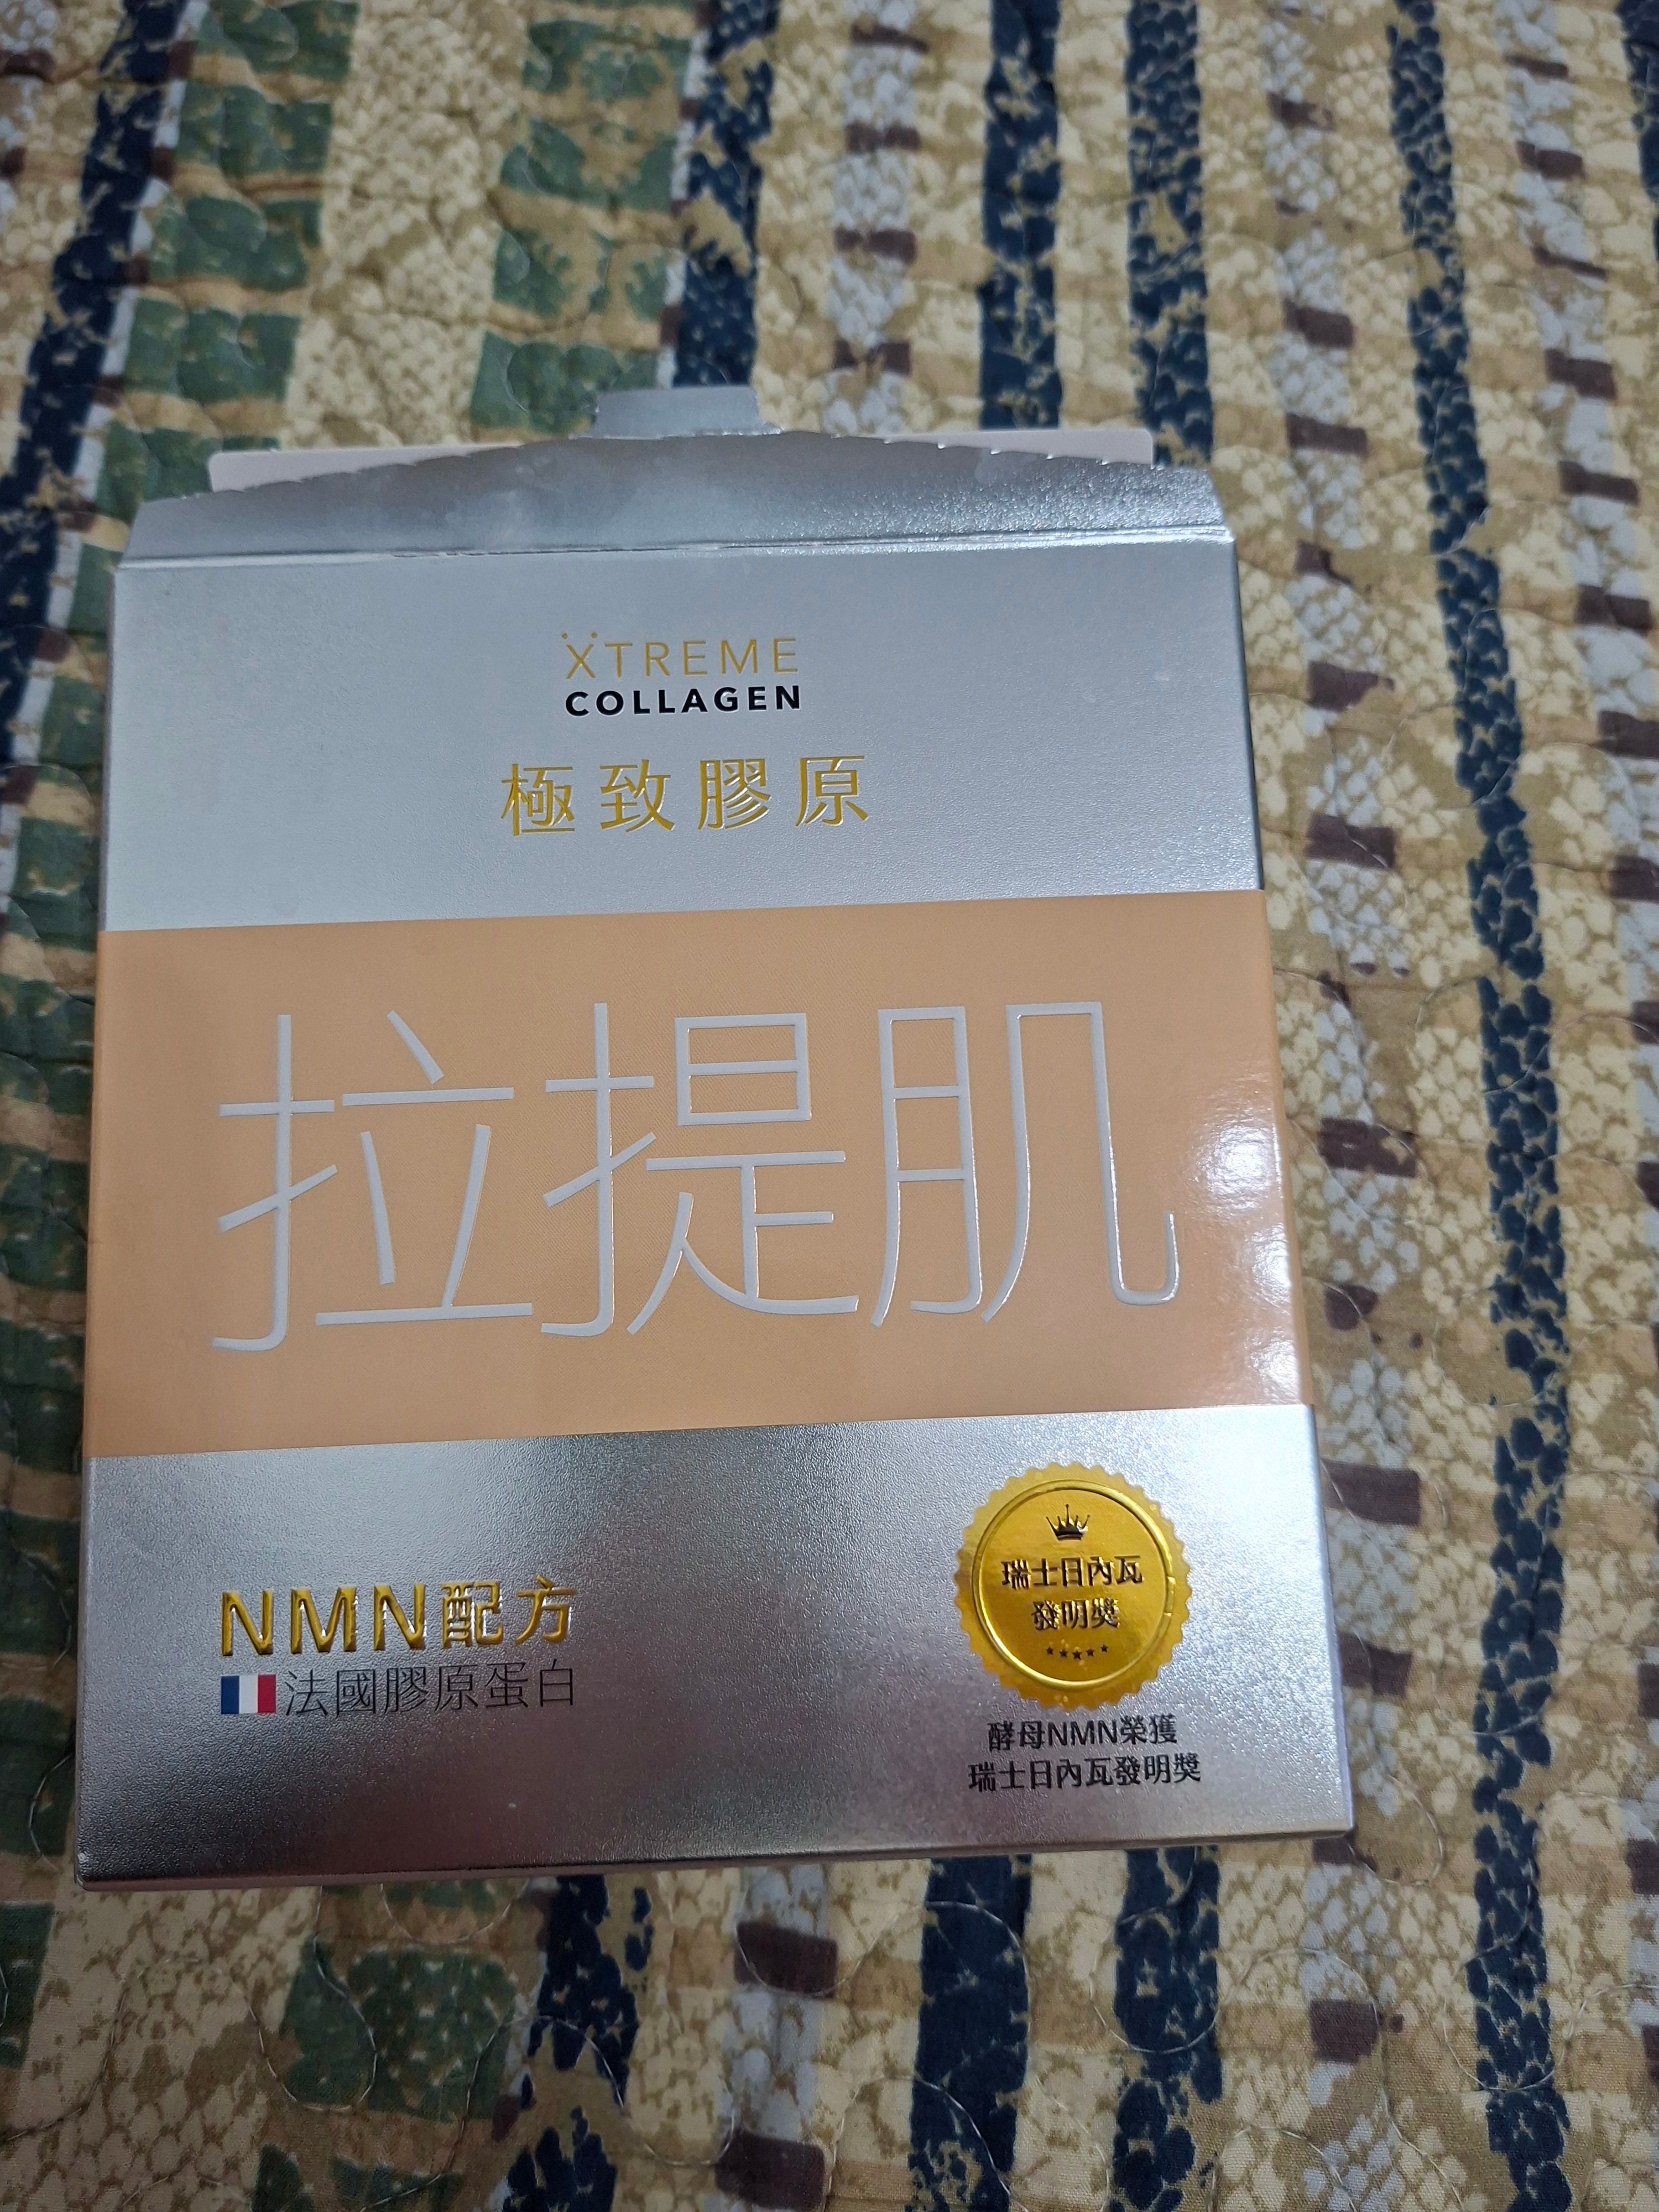 XTREME
COLLAGEN
極致膠原
拉提肌
NMN配方
法國膠原蛋白
瑞士日內瓦
發明獎
酵母NMN榮獲
瑞士日內瓦發明獎